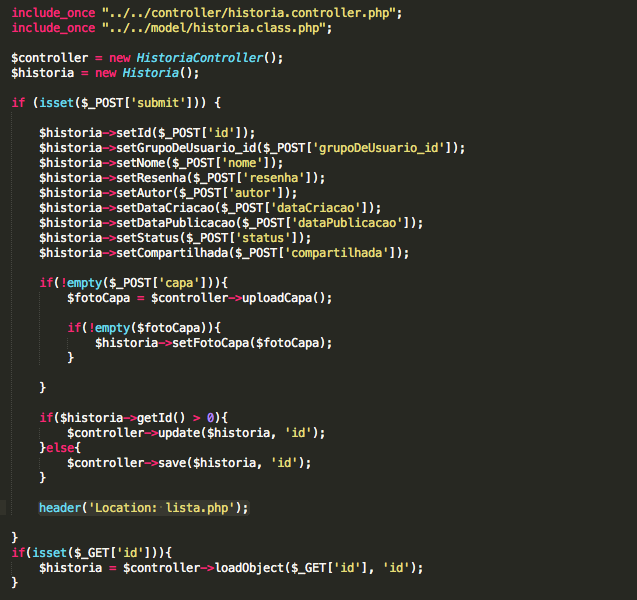 include_once "../../controller/historia.controller.php";
include_once "../../model/historia.class.php";
$controller = new HistoriaController();
$historia = new Historia();
if (isset($_POST['submit'])) {
$historia->setId($_POST['id']);
$historia->setGrupoDeUsuario_id($_POST['grupoDeUsuario_id']);
$historia->setNome($_POST['nome']);
$historia->setResenha($_POST['resenha']);
$historia->setAutor($_POST['autor']);
$historia->setDataCriacao($_POST['dataCriacao']);
$historia->setDataPublicacao($_POST['dataPublicacao']);
$historia->setStatus($_POST['status']);
$historia->setCompartilhada($_POST['compartilhada']);
if(!empty($_POST['capa'])){
$fotoCapa = $controller->uploadCapa();
if(!empty($fotoCapa)){
$historia->setFotoCapa($fotoCapa);
}
}
if($historia->getId() > 0){
$controller->update($historia, 'id');
}else{
$controller->save($historia, 'id');
}
header('Location: lista.php');
}
if(isset($_GET['id'])){
$historia = $controller->loadObject($_GET['id'], 'id');
}